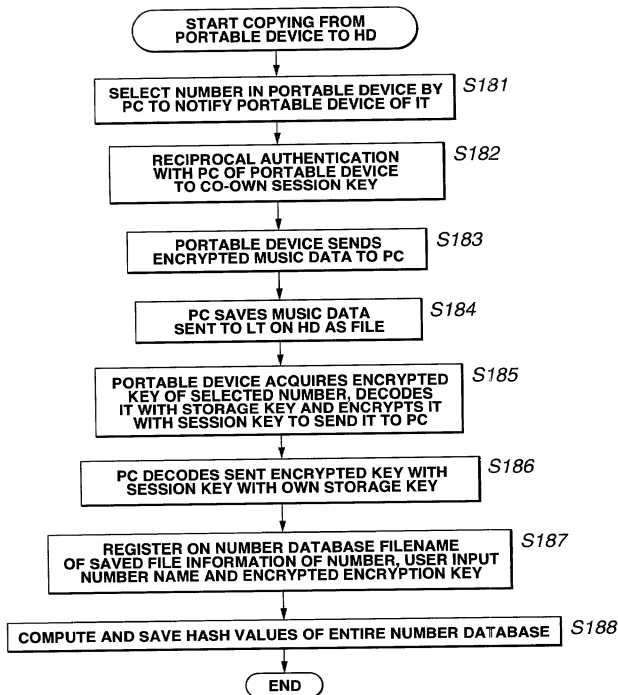 START COPYING FROM
PORTABLE DEVICE TO HD
SELECT NUMBER IN PORTABLE DEVICE BY
PC TO NOTIFY PORTABLE DEVICE OF IT
S181
RECIPROCAL AUTHENTICATION
WITH PC OF PORTABLE DEVICE
TO CO-OWN SESSION KEY
S182
PORTABLE DEVICE SENDS
ENCRYPTED MUSIC DATA TO PC
S183
PC SAVES MUSIC DATA
SENT TO LT ON HD AS FILE
S184
PORTABLE DEVICE ACQUIRES ENCRYPTED
KEY OF SELECTED NUMBER, DECODES
IT WITH STORAGE KEY AND ENCRYPTS IT
WITH SESSION KEY TO SEND IT TO PC
S185
PC DECODES SENT ENCRYPTED KEY WITH
SESSION KEY WITH OWN STORAGE KEY
S186
REGISTER ON NUMBER DATABASE FILENAME
OF SAVED FILE INFORMATION OF NUMBER, USER INPUT
NUMBER NAME AND ENCRYPTED ENCRYPTION KEY
S187
COMPUTE AND SAVE HASH VALUES OF ENTIRE NUMBER DATABASE
S188
END